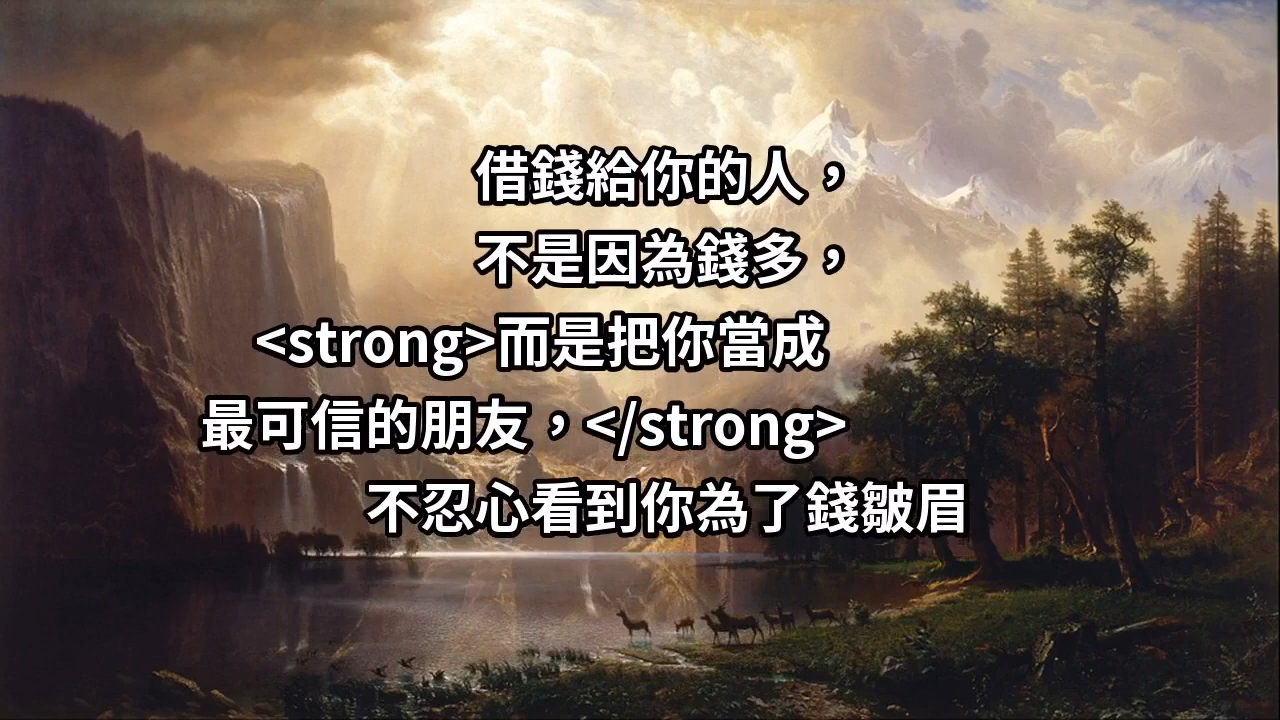 借錢給你的人，
不是因為錢多，
<strong>而是把你當成
最可信的朋友，</strong>
不忍心看到你為了錢皺眉